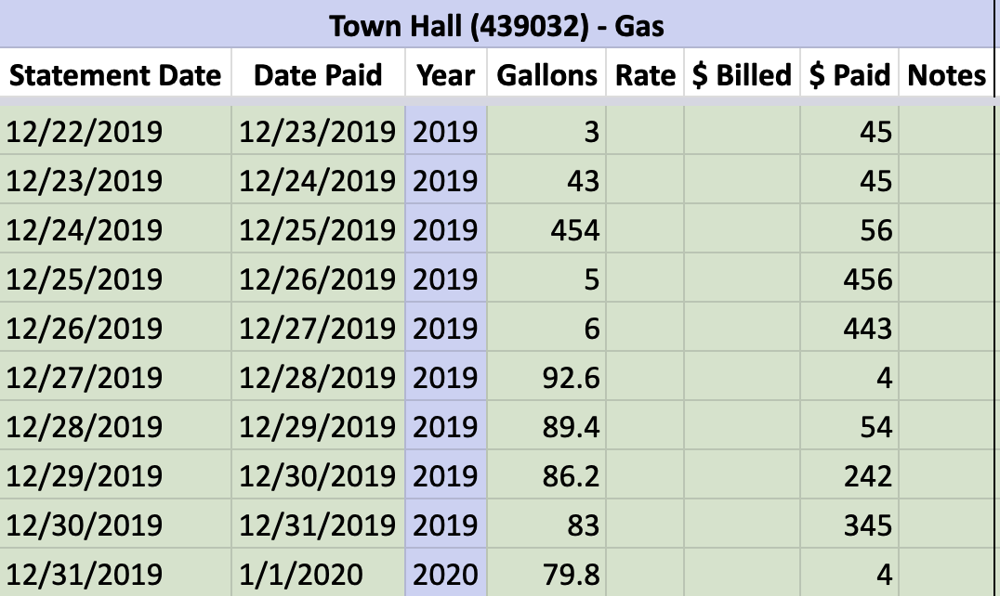 Town Hall (439032) - Gas
Statement Date Date Paid Year Gallons Rate $ Billed $ Paid Notes
12/22/2019 12/23/2019 2019 3 45
12/23/2019 12/24/2019 2019 43 45
12/24/2019 12/25/2019 2019 454 56
12/25/2019 12/26/2019 2019 5 456
12/26/2019 12/27/2019 2019 6 443
12/27/2019 12/28/2019 2019 92.6 4
12/28/2019 12/29/2019 2019 89.4 54
12/29/2019 12/30/2019 2019 86.2 242
12/30/2019 12/31/2019 2019 83 345
12/31/2019 1/1/2020 2020 79.8 4